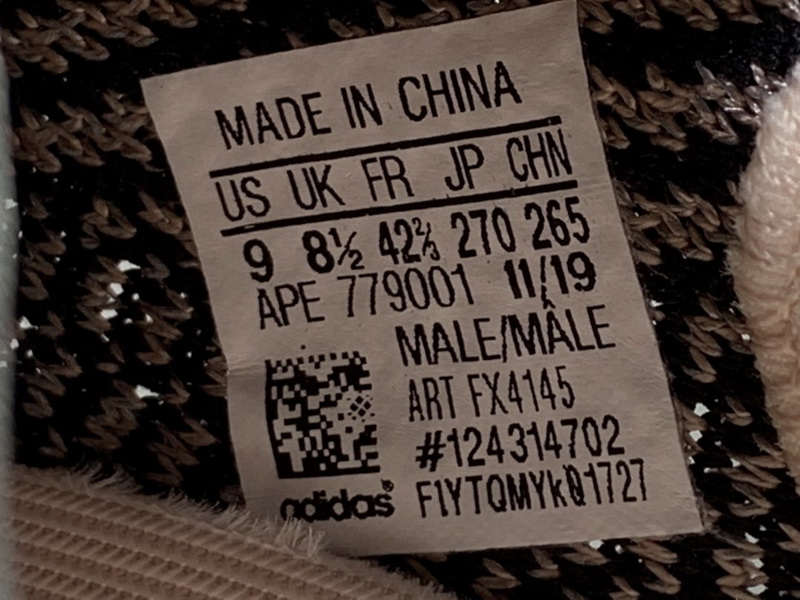 MADE IN CHINA
US UK FR JP CHN
9 8½ 42⅔ 270 265
APE 779001 11/19
MALE/MÂLE
ART FX4145
#124314702
adidas® F1YTQMYkQ1727